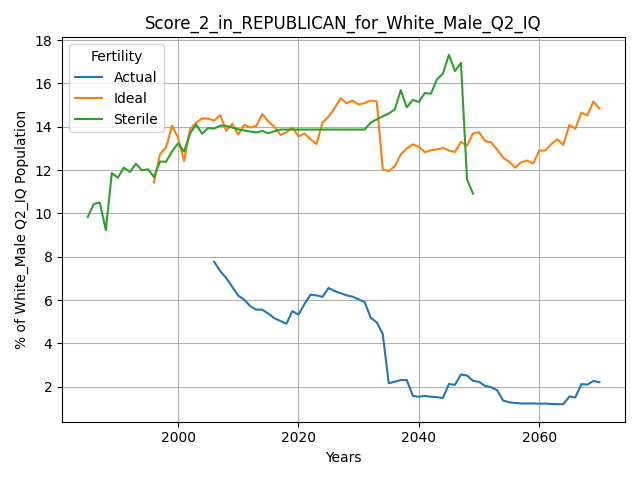 Score_2_in_REPUBLICAN_for_White_Male_Q2_IQ
Fertility
Actual
Ideal
Sterile
% of White_Male Q2_IQ Population
18
16
14
12
10
8
6
4
2
2000
2020
2040
2060
Years